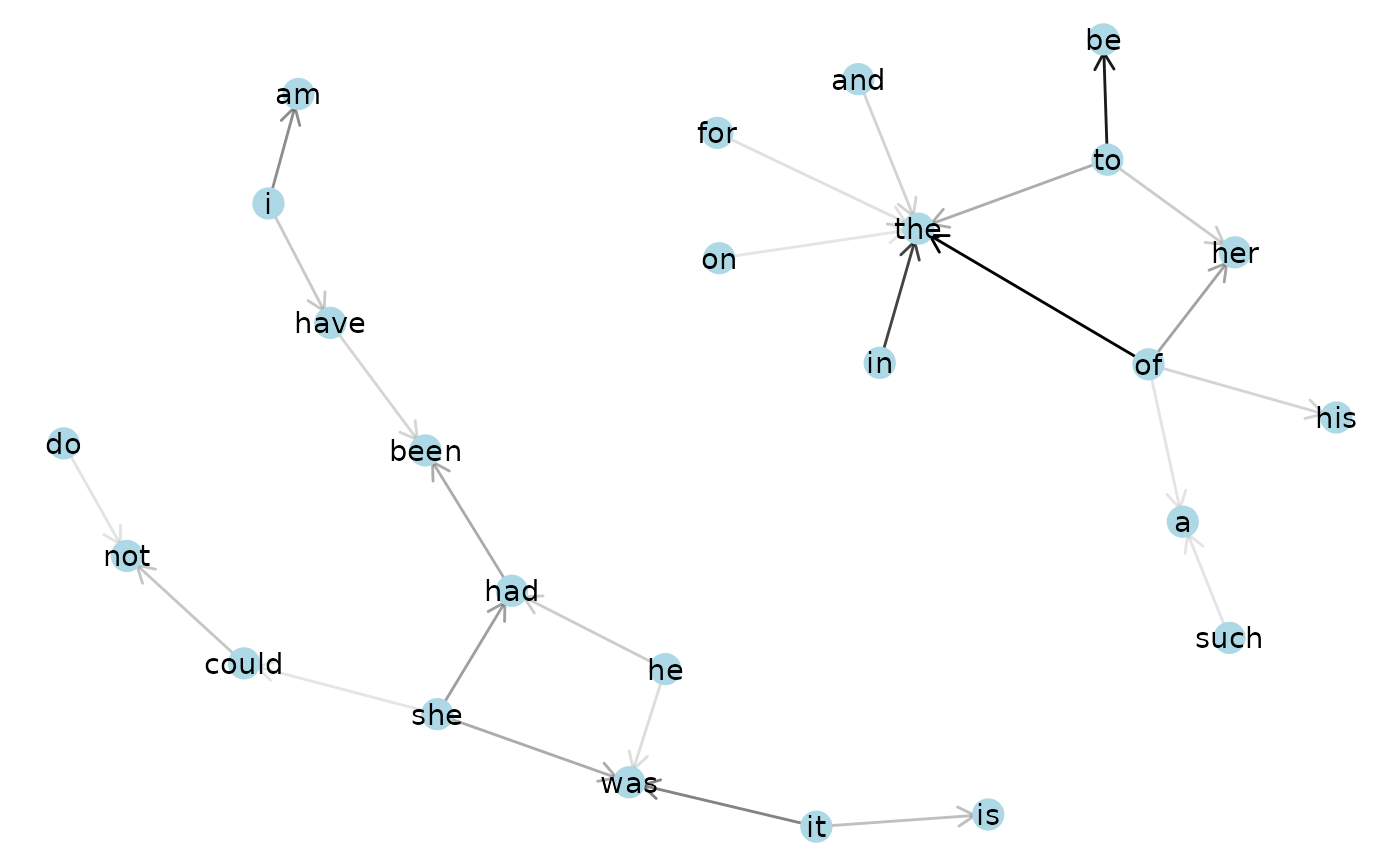 be
and
am
for
to
i
the
her
on
have
in
of
his
do
been
a
not
had
such
could
he
she
was
is
it